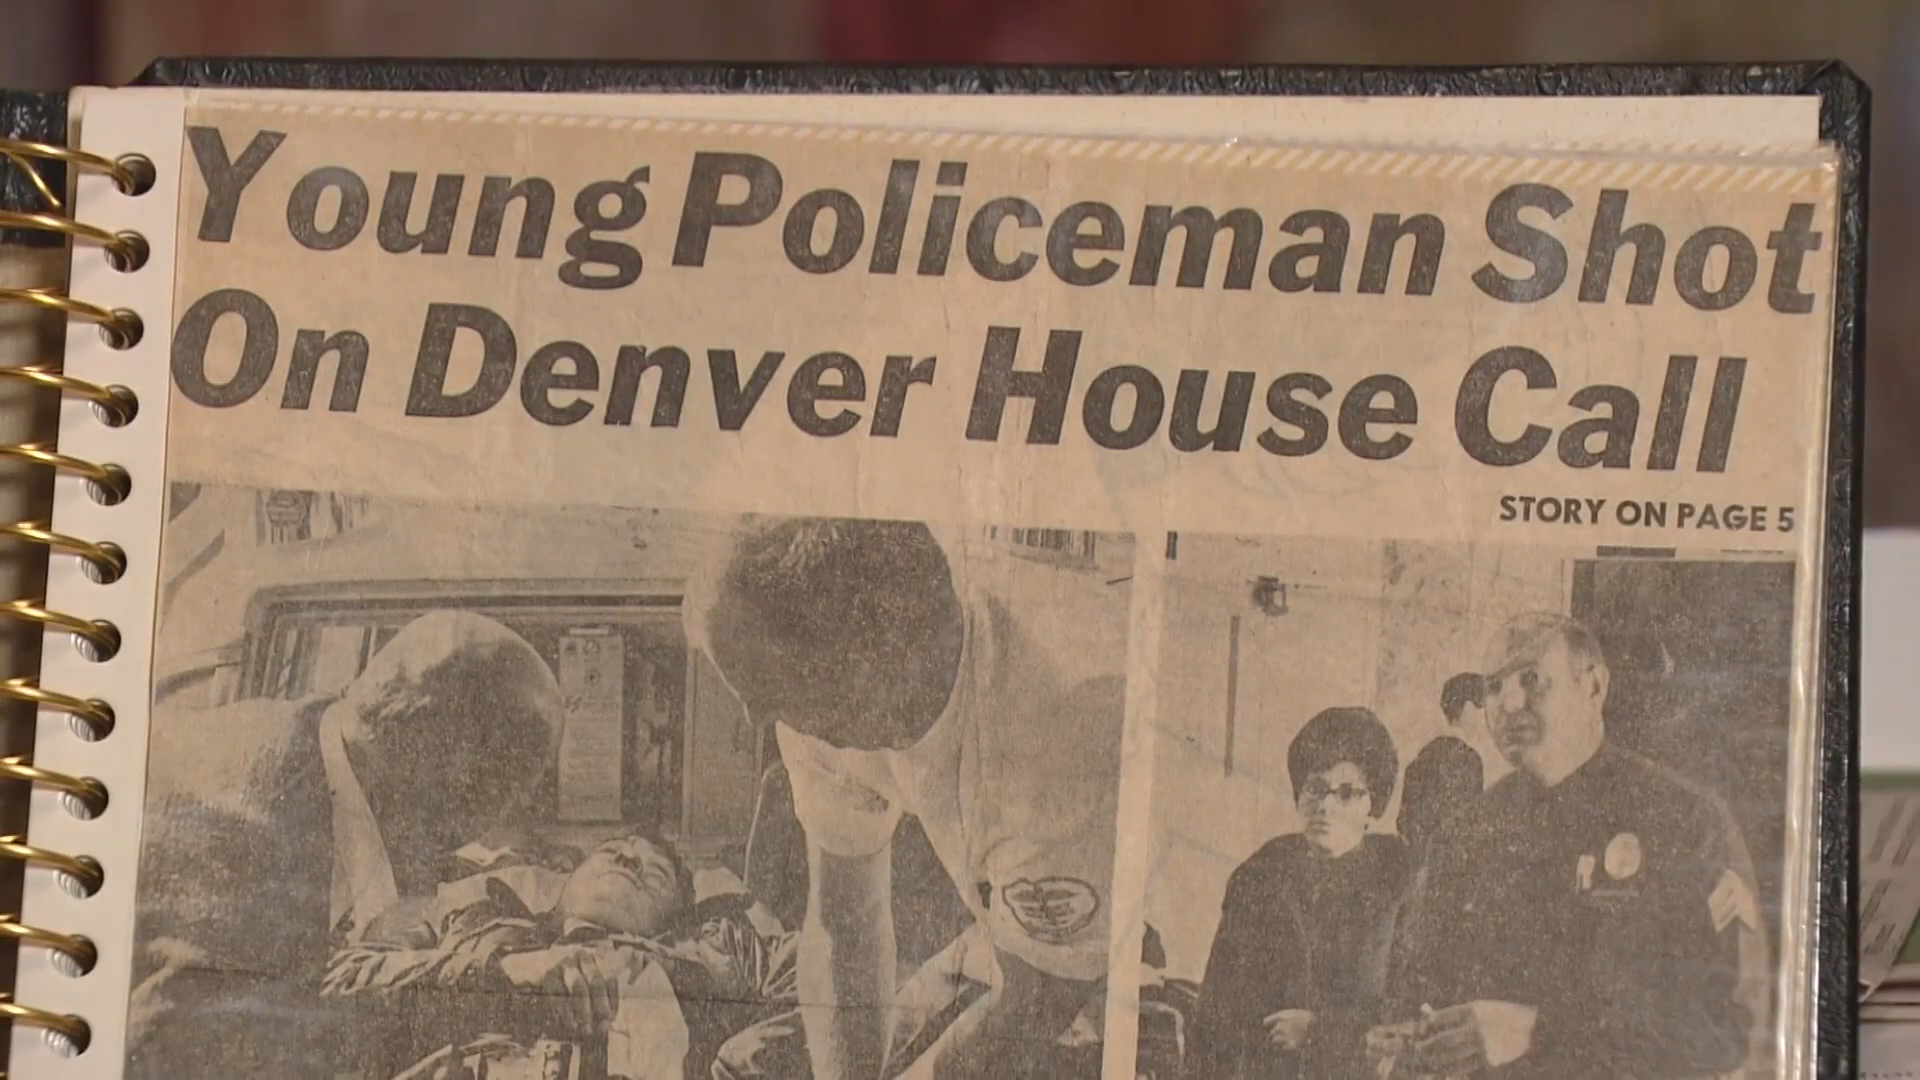 Young Policeman Shot
On Denver House Call
STORY ON PAGE 5